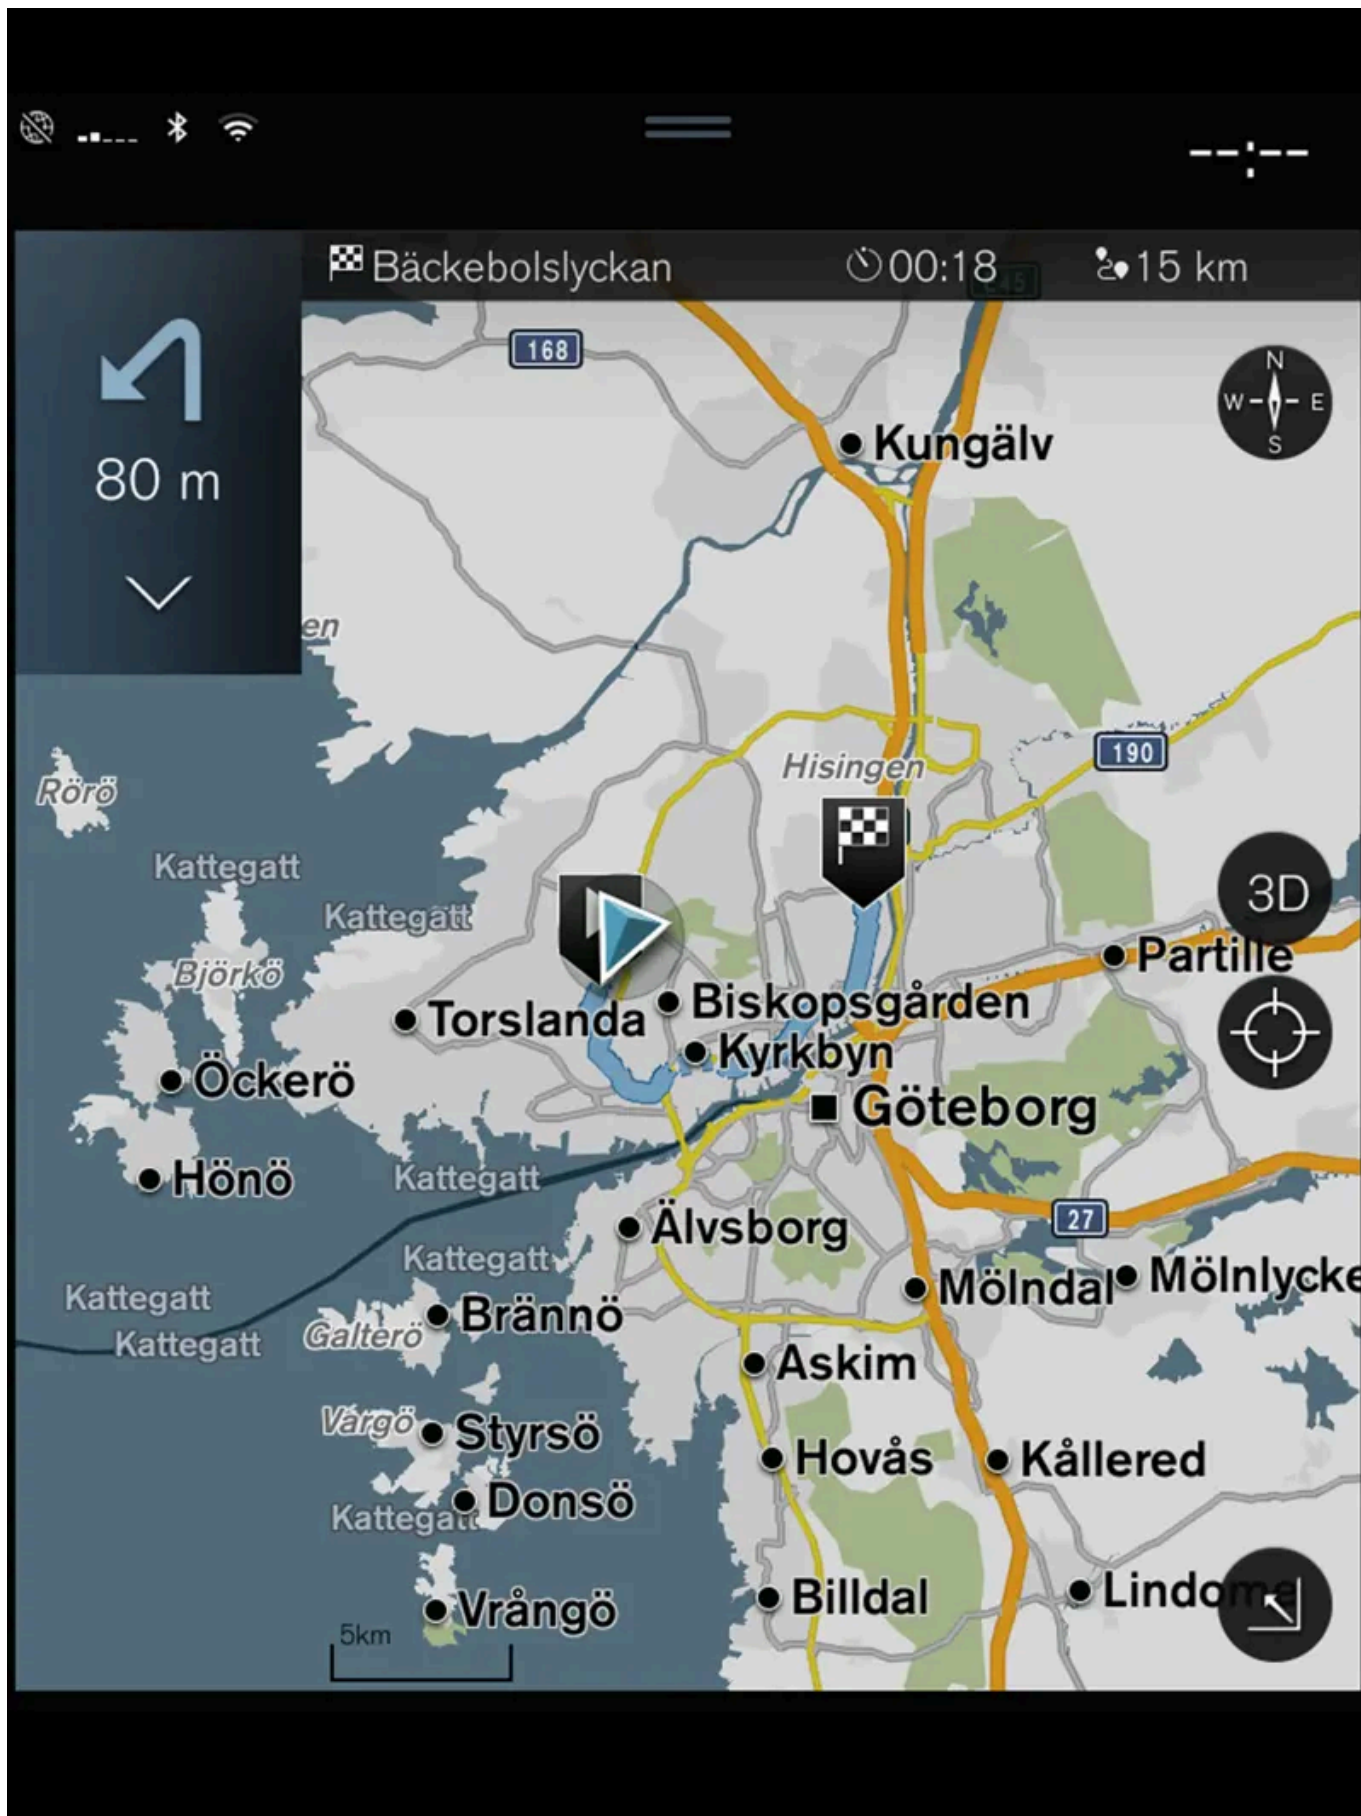 --:--
Bäckebolslyckan 00:18 15 km
80 m
168
N
W E
S
Kungälv
en
190
Hisingen
Rörö
Kattegatt
Kattegatt
3D
Partille
Björkö
Biskopsgården
Torslanda
Kyrkbyn
Öckerö
Göteborg
Hönö
Kattegatt
27
Älvsborg
Kattegatt
Mölndal
Mölnlycke
Kattegatt
Brännö
Galterö
Kattegatt
Askim
Vargö
Styrsö
Hovås
Kållered
Donsö
Kattegatt
Billdal
Lindome
Vrångö
5km